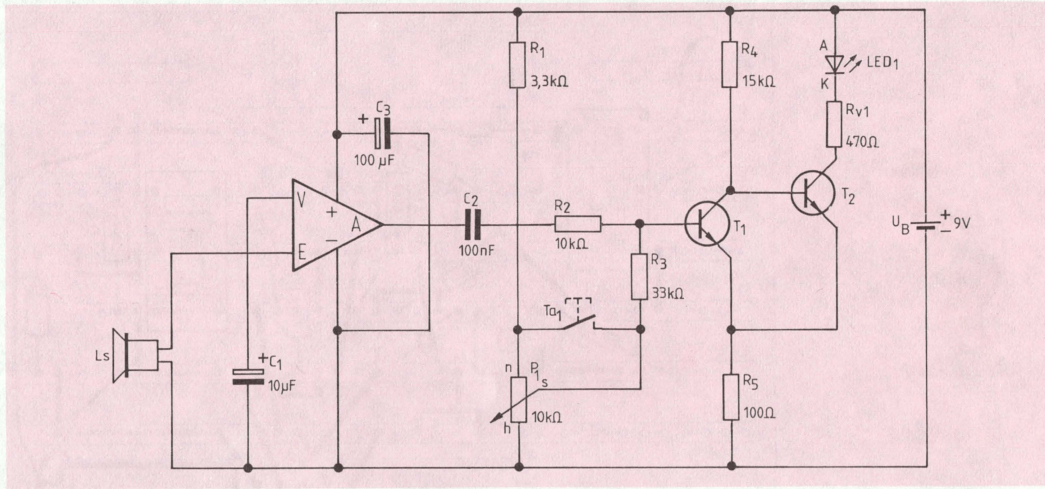 R1
3,3kΩ
R4
15kΩ
A
LED1
K
Rv1
470Ω
+
C3
100 µF
V
+
A
−
E
C2
100nF
R2
10kΩ
T1
T2
UB
+
−
9V
R3
33kΩ
Ta1
Ls
+
C1
10µF
n
P1
s
10kΩ
h
R5
100Ω